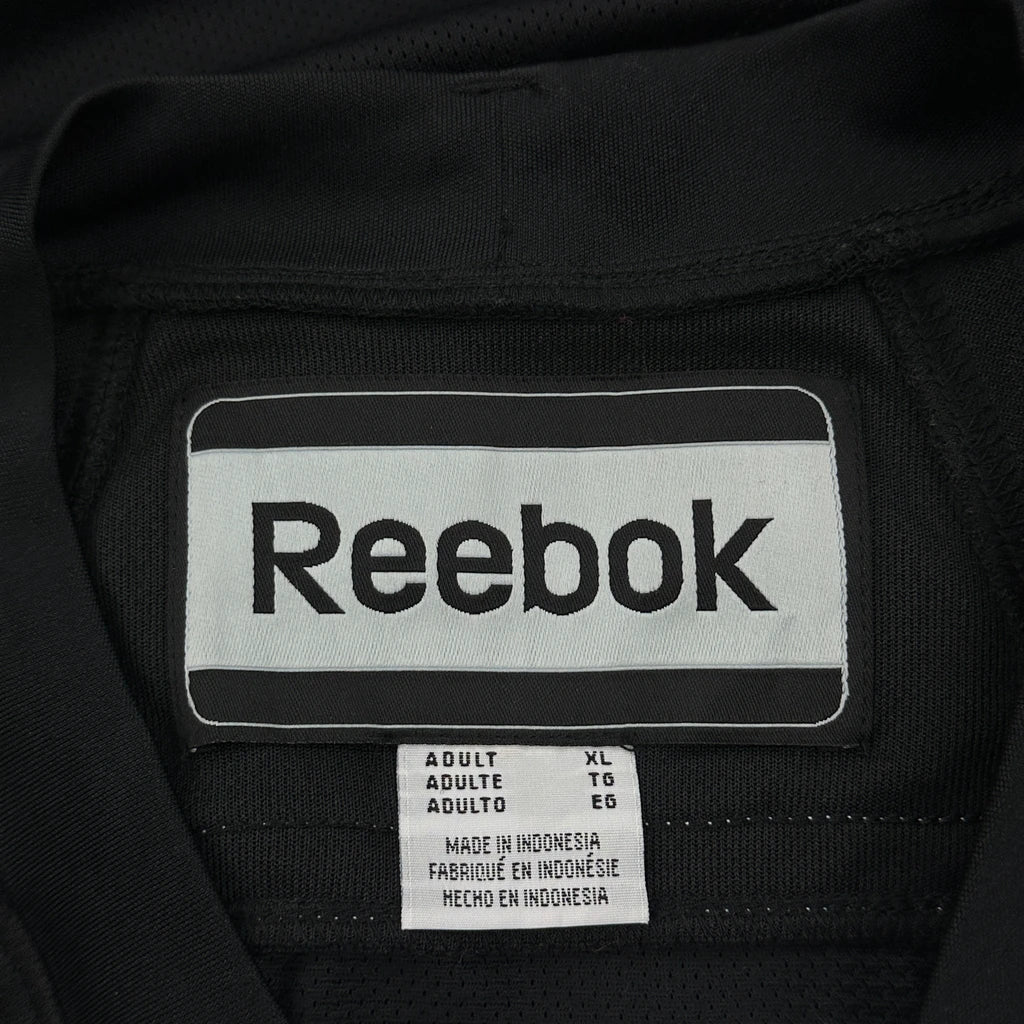 Reebok
ADULT XL
ADULTE TG
ADULTO EG
MADE IN INDONESIA
FABRIQUÉ EN INDONÉSIE
HECHO EN INDONESIA